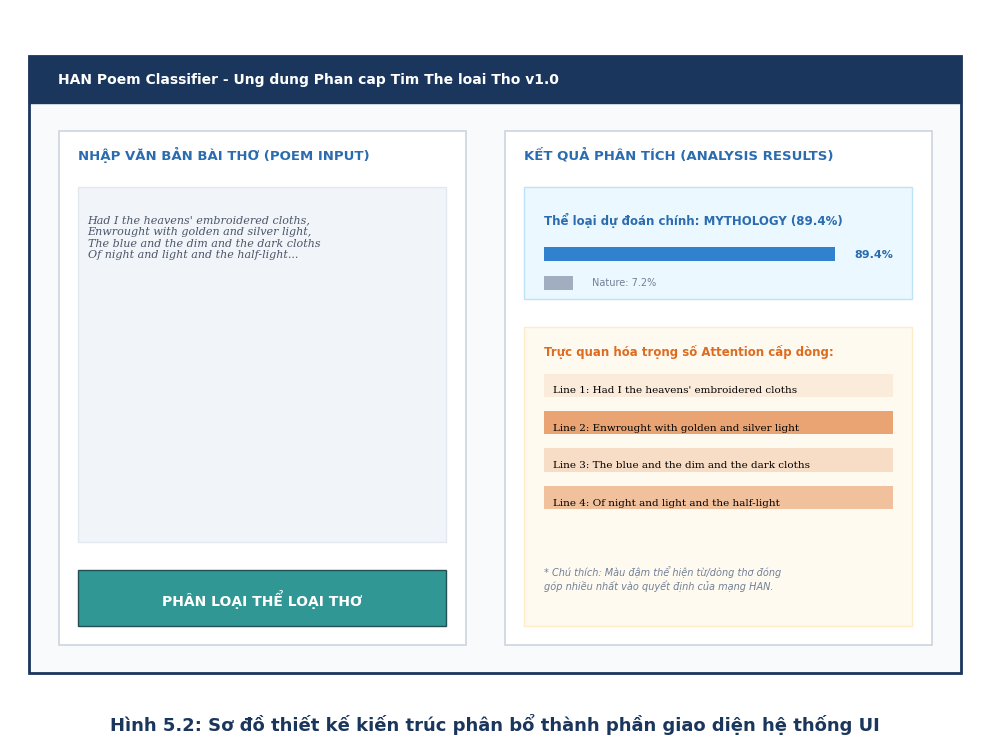 HAN Poem Classifier - Ung dung Phan cap Tim The loai Tho v1.0
NHẬP VĂN BẢN BÀI THƠ (POEM INPUT)
Had I the heavens' embroidered cloths,
Enwrought with golden and silver light,
The blue and the dim and the dark cloths
Of night and light and the half-light...
PHÂN LOẠI THỂ LOẠI THƠ
KẾT QUẢ PHÂN TÍCH (ANALYSIS RESULTS)
Thể loại dự đoán chính: MYTHOLOGY (89.4%)
89.4%
Nature: 7.2%
Trực quan hóa trọng số Attention cấp dòng:
Line 1: Had I the heavens' embroidered cloths
Line 2: Enwrought with golden and silver light
Line 3: The blue and the dim and the dark cloths
Line 4: Of night and light and the half-light
* Chú thích: Màu đậm thể hiện từ/dòng thơ đóng
góp nhiều nhất vào quyết định của mạng HAN.
Hình 5.2: Sơ đồ thiết kế kiến trúc phân bổ thành phần giao diện hệ thống UI